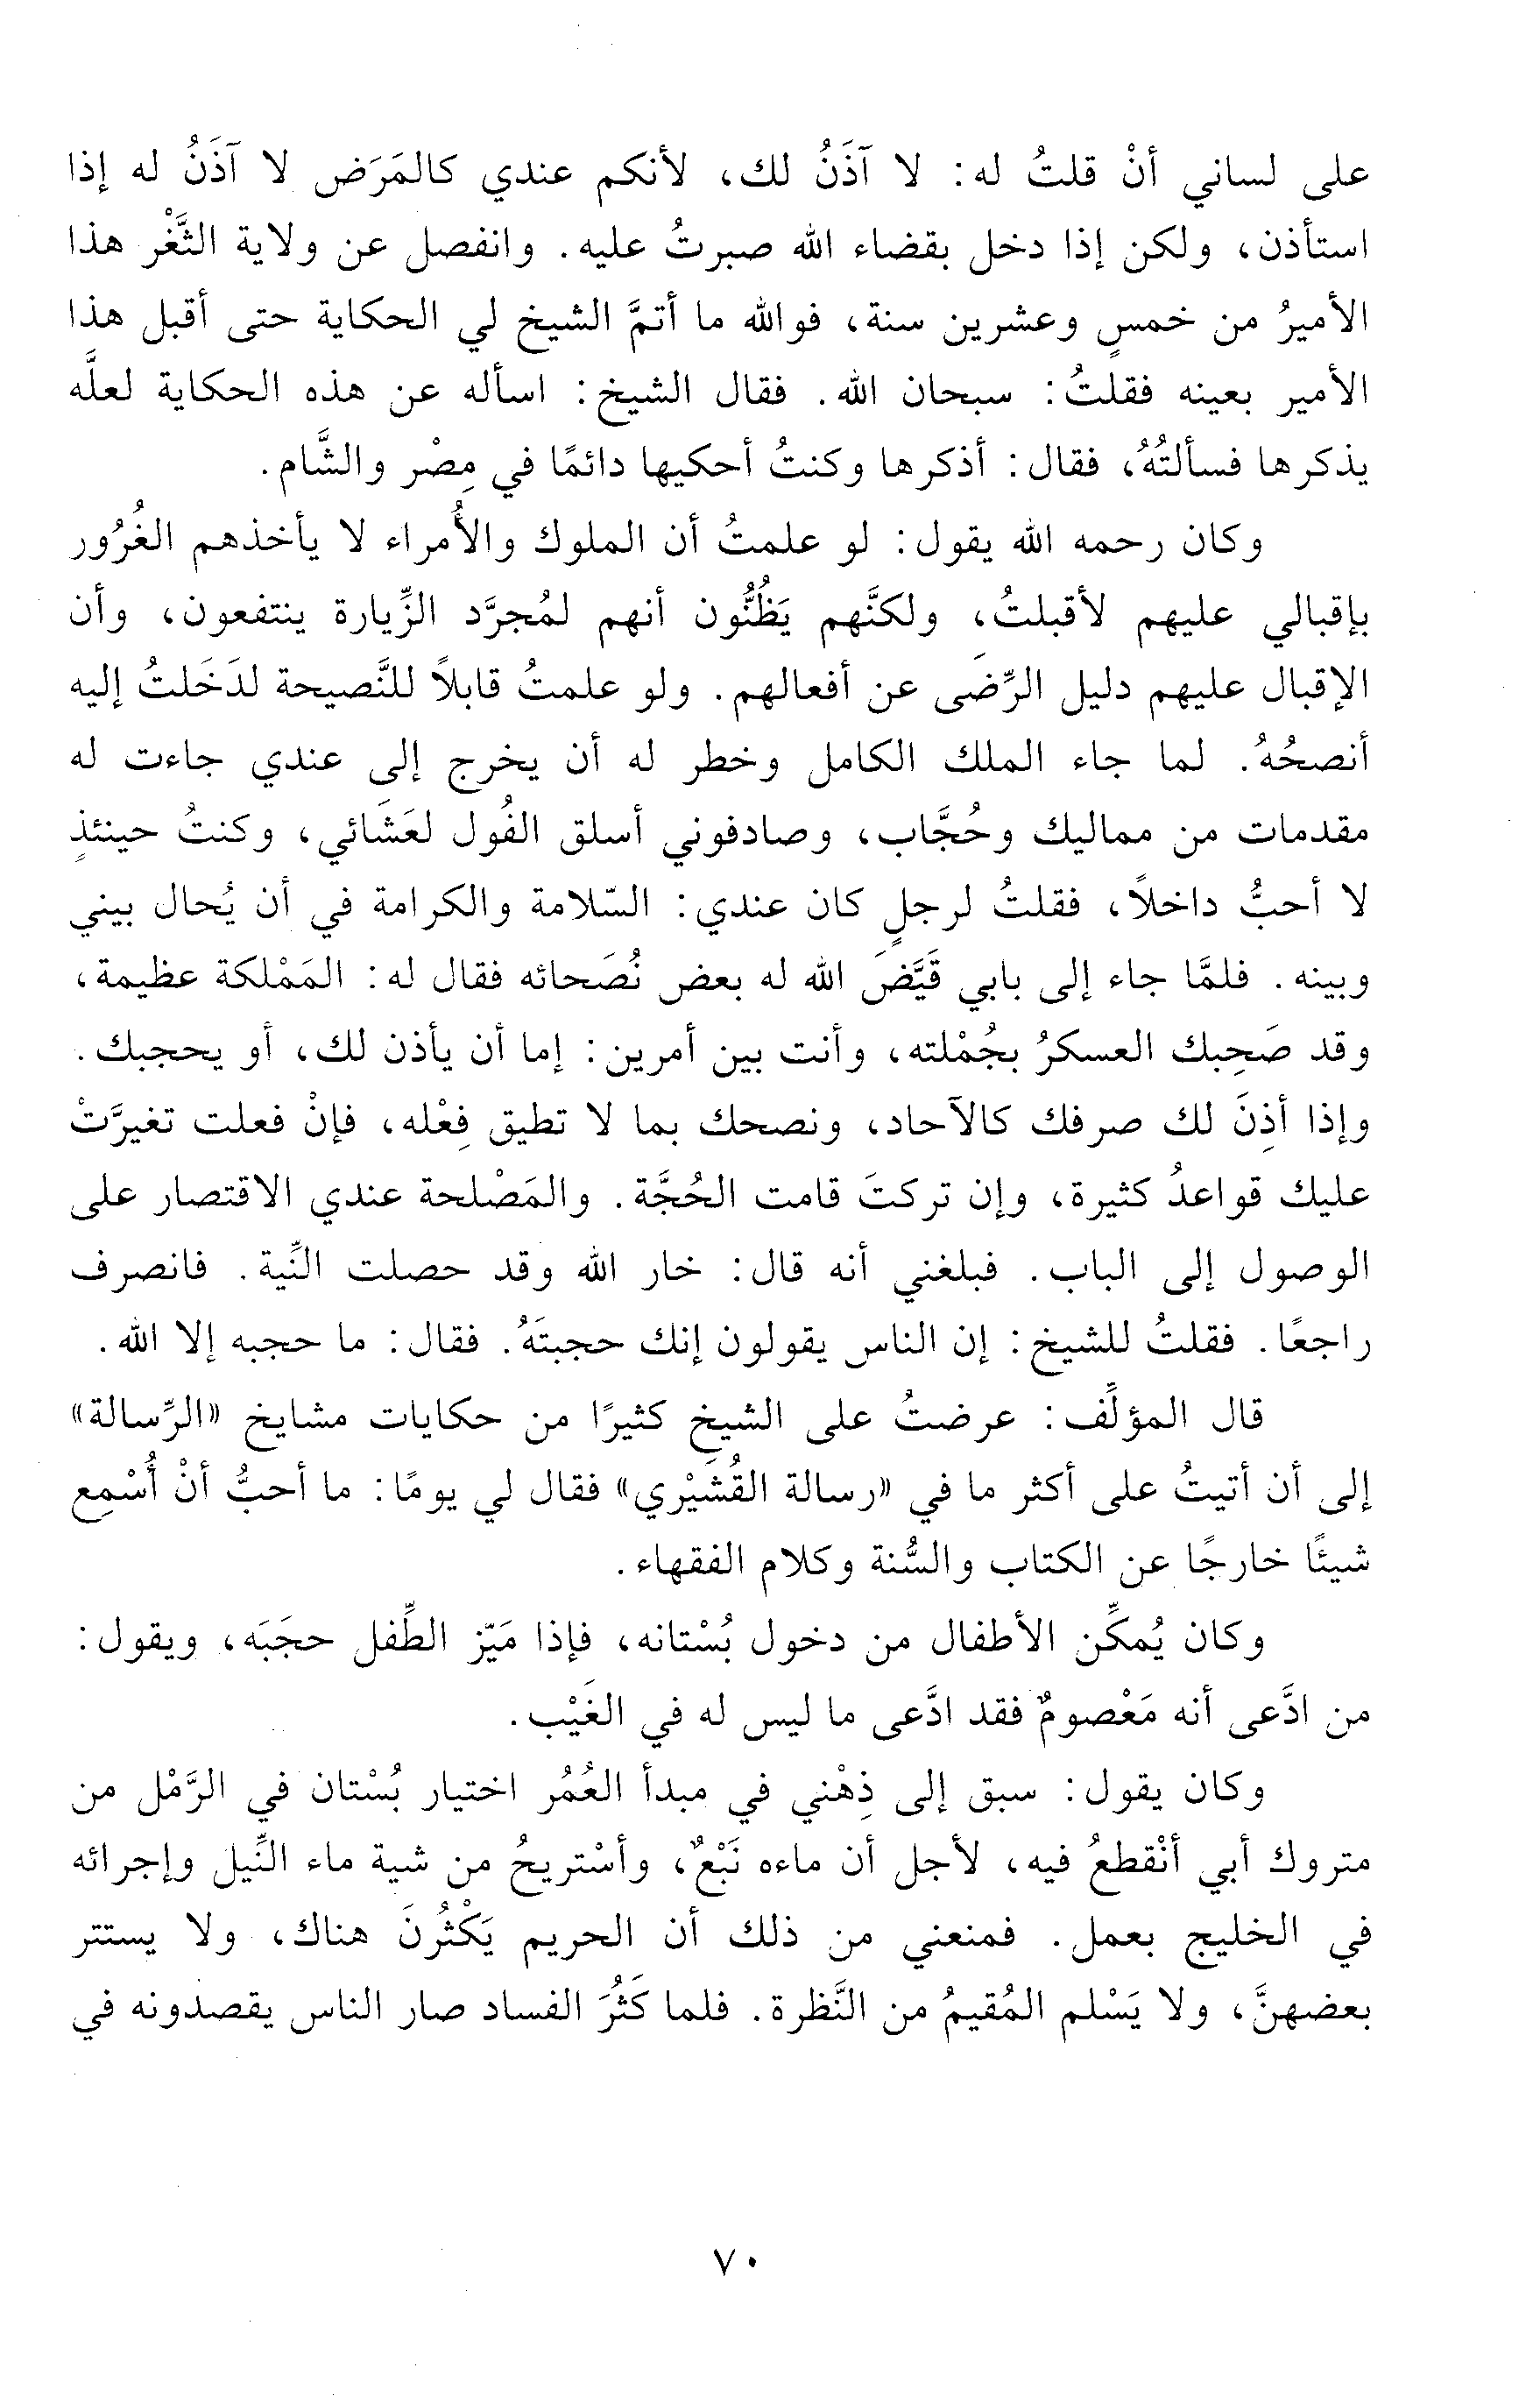 على لساني أنْ قلتُ له: لا آذَنُ لك، لأنكم عندي كالمَرَض لا آذَنُ له إذا
استأذن، ولكن إذا دخل بقضاء الله صبرتُ عليه. وانفصل عن ولاية الثَّغْر هذا
الأميرُ من خمسٍ وعشرين سنة، فوالله ما أتمَّ الشيخ لي الحكاية حتى أقبل هذا
الأمير بعينه فقلتُ: سبحان الله. فقال الشيخ: اسأله عن هذه الحكاية لعلَّه
يذكرها فسألتُهُ، فقال: أذكرها وكنتُ أحكيها دائمًا في مِصْر والشَّام.
وكان رحمه الله يقول: لو علمتُ أن الملوك والأُمراء لا يأخذهم الغُرُور
بإقبالي عليهم لأقبلتُ، ولكنَّهم يَظُنُّون أنهم لمُجرَّد الزِّيارة ينتفعون، وأن
الإقبال عليهم دليل الرِّضَى عن أفعالهم. ولو علمتُ قابلاً للنَّصيحة لدَخَلتُ إليه
أنصحُهُ. لما جاء الملك الكامل وخطر له أن يخرج إلى عندي جاءت له
مقدمات من مماليك وحُجَّاب، وصادفوني أسلق الفُول لعَشَائي، وكنتُ حينئذٍ
لا أحبُّ داخلاً، فقلتُ لرجلٍ كان عندي: السّلامة والكرامة في أن يُحال بيني
وبينه. فلمَّا جاء إلى بابي قَيَّضَ الله له بعض نُصَحائه فقال له: المَمْلكة عظيمة،
وقد صَحِبك العسكرُ بجُمْلته، وأنت بين أمرين: إما أن يأذن لك، أو يحجبك.
وإذا أذِنَ لك صرفك كالآحاد، ونصحك بما لا تطيق فِعْله، فإنْ فعلت تغيرَّتْ
عليك قواعدُ كثيرة، وإن تركتَ قامت الحُجَّة. والمَصْلحة عندي الاقتصار على
الوصول إلى الباب. فبلغني أنه قال: خار الله وقد حصلت النِّية. فانصرف
راجعًا. فقلتُ للشيخ: إن الناس يقولون إنك حجبتَهُ. فقال: ما حجبه إلا الله.
قال المؤلِّف: عرضتُ على الشيخِ كثيرًا من حكايات مشايخ «الرِّسالة»
إلى أن أتيتُ على أكثر ما في «رسالة القُشَيْري» فقال لي يومًا: ما أحبُّ أنْ أُسْمِع
شيئًا خارجًا عن الكتاب والسُّنة وكلام الفقهاء.
وكان يُمكِّن الأطفال من دخول بُسْتانه، فإذا مَيّز الطِّفل حجَبَه، ويقول:
من ادَّعى أنه مَعْصومٌ فقد ادَّعى ما ليس له في الغَيْب.
وكان يقول: سبق إلى ذِهْني في مبدأ العُمُر اختيار بُسْتان في الرَّمْل من
متروك أبي أنْقطعُ فيه، لأجل أن ماءه نَبْعٌ، وأسْتريحُ من شية ماء النِّيل وإجرائه
في الخليج بعمل. فمنعني من ذلك أن الحريم يَكْثُرنَ هناك، ولا يستتر
بعضهنَّ، ولا يَسْلم المُقيمُ من النَّظرة. فلما كَثُرَ الفساد صار الناس يقصدونه في
٧٠